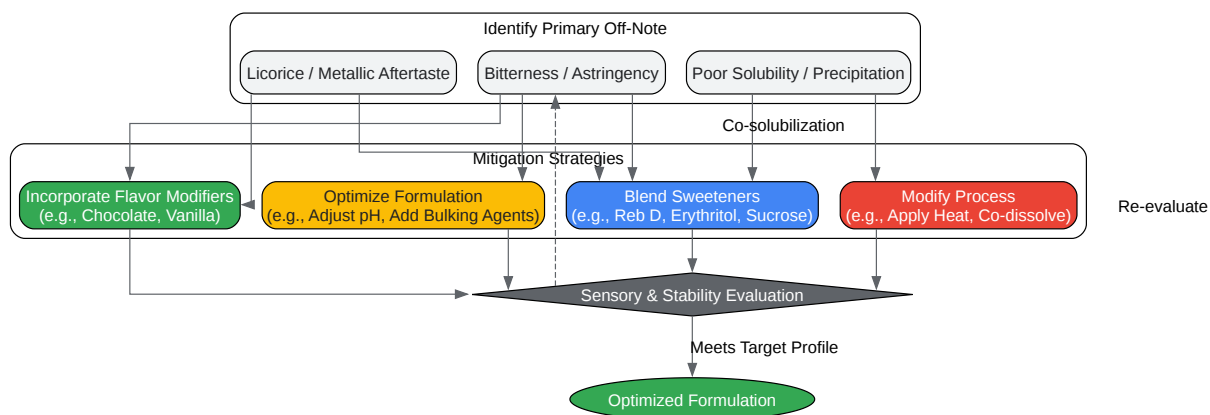 Identify Primary Off-Note
Licorice / Metallic Aftertaste
Bitterness / Astringency
Poor Solubility / Precipitation
Co-solubilization
Mitigation Strategies
Incorporate Flavor Modifiers
(e.g., Chocolate, Vanilla)
Optimize Formulation
(e.g., Adjust pH, Add Bulking Agents)
Blend Sweeteners
(e.g., Reb D, Erythritol, Sucrose)
Modify Process
(e.g., Apply Heat, Co-dissolve)
Re-evaluate
Sensory & Stability Evaluation
Meets Target Profile
Optimized Formulation